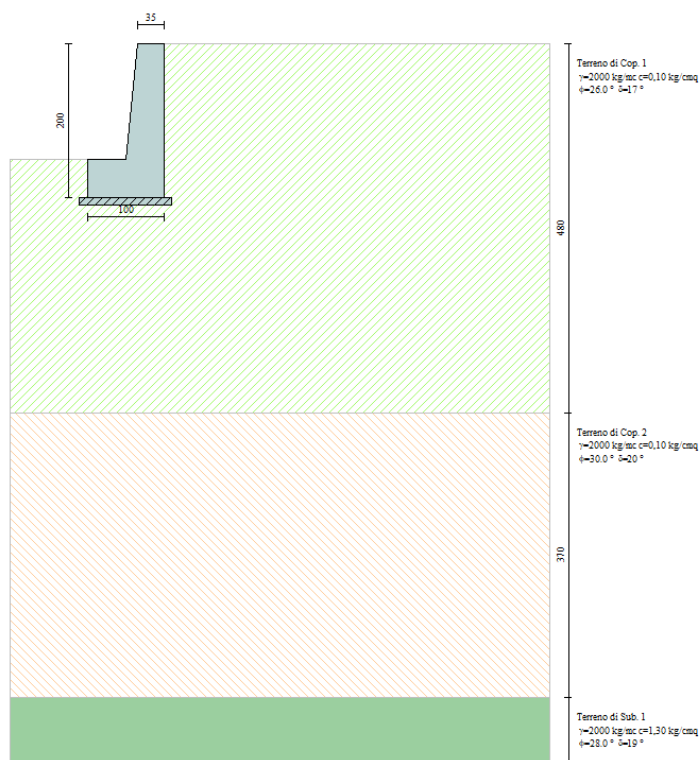 35
Terreno di Cop. 1
γ=2000 kg/mc c=0,10 kg/cmq
ϕ=26.0 ° δ=17 °
200
100
480
Terreno di Cop. 2
γ=2000 kg/mc c=0,10 kg/cmq
ϕ=30.0 ° δ=20 °
370
Terreno di Sub. 1
γ=2000 kg/mc c=1,30 kg/cmq
ϕ=28.0 ° δ=19 °